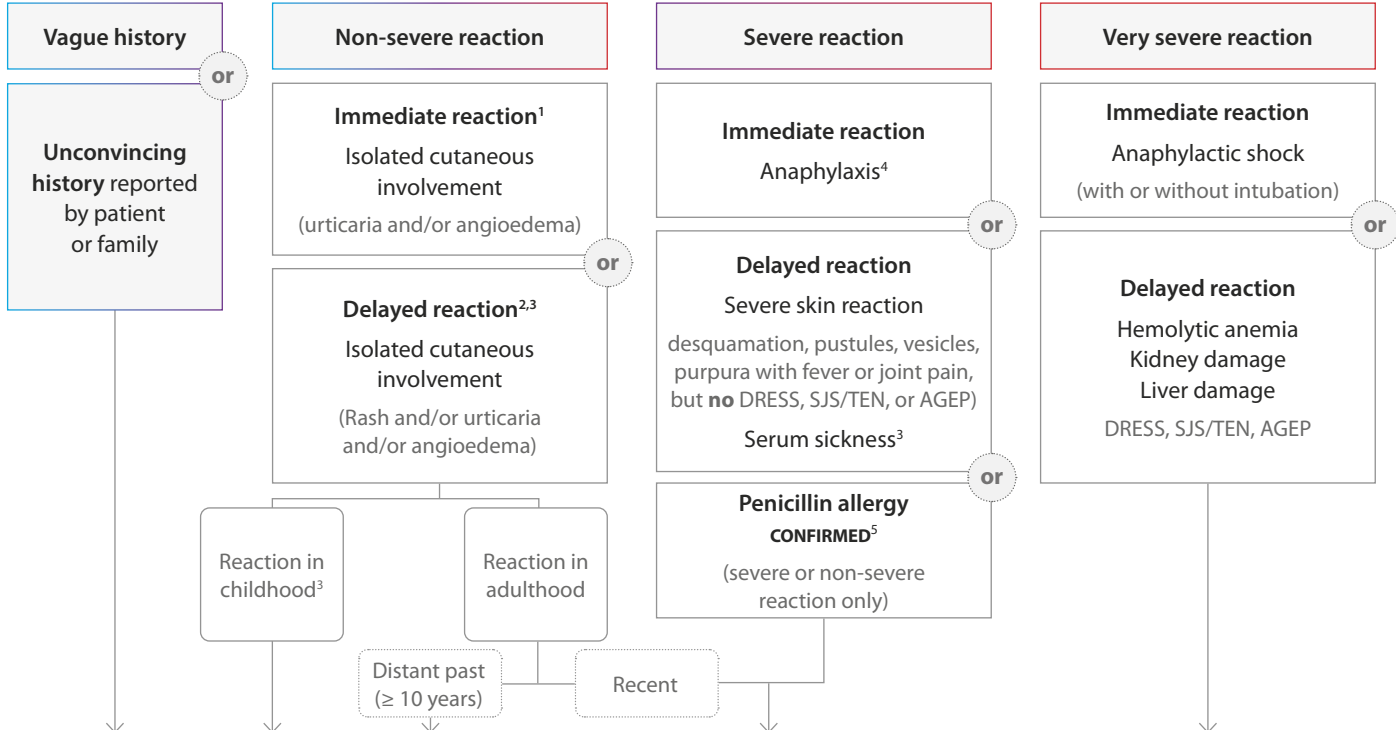 Vague history
or
Unconvincing
history reported
by patient
or family
Non-severe reaction
Immediate reaction¹
Isolated cutaneous
involvement
(urticaria and/or angioedema)
or
Delayed reaction²,³
Isolated cutaneous
involvement
(Rash and/or urticaria
and/or angioedema)
Reaction in
childhood³
Reaction in
adulthood
Distant past
(≥ 10 years)
Recent
Severe reaction
Immediate reaction
Anaphylaxis⁴
or
Delayed reaction
Severe skin reaction
desquamation, pustules, vesicles,
purpura with fever or joint pain,
but no DRESS, SJS/TEN, or AGEP)
Serum sickness³
or
Penicillin allergy
CONFIRMED⁵
(severe or non-severe
reaction only)
Very severe reaction
Immediate reaction
Anaphylactic shock
(with or without intubation)
or
Delayed reaction
Hemolytic anemia
Kidney damage
Liver damage
DRESS, SJS/TEN, AGEP